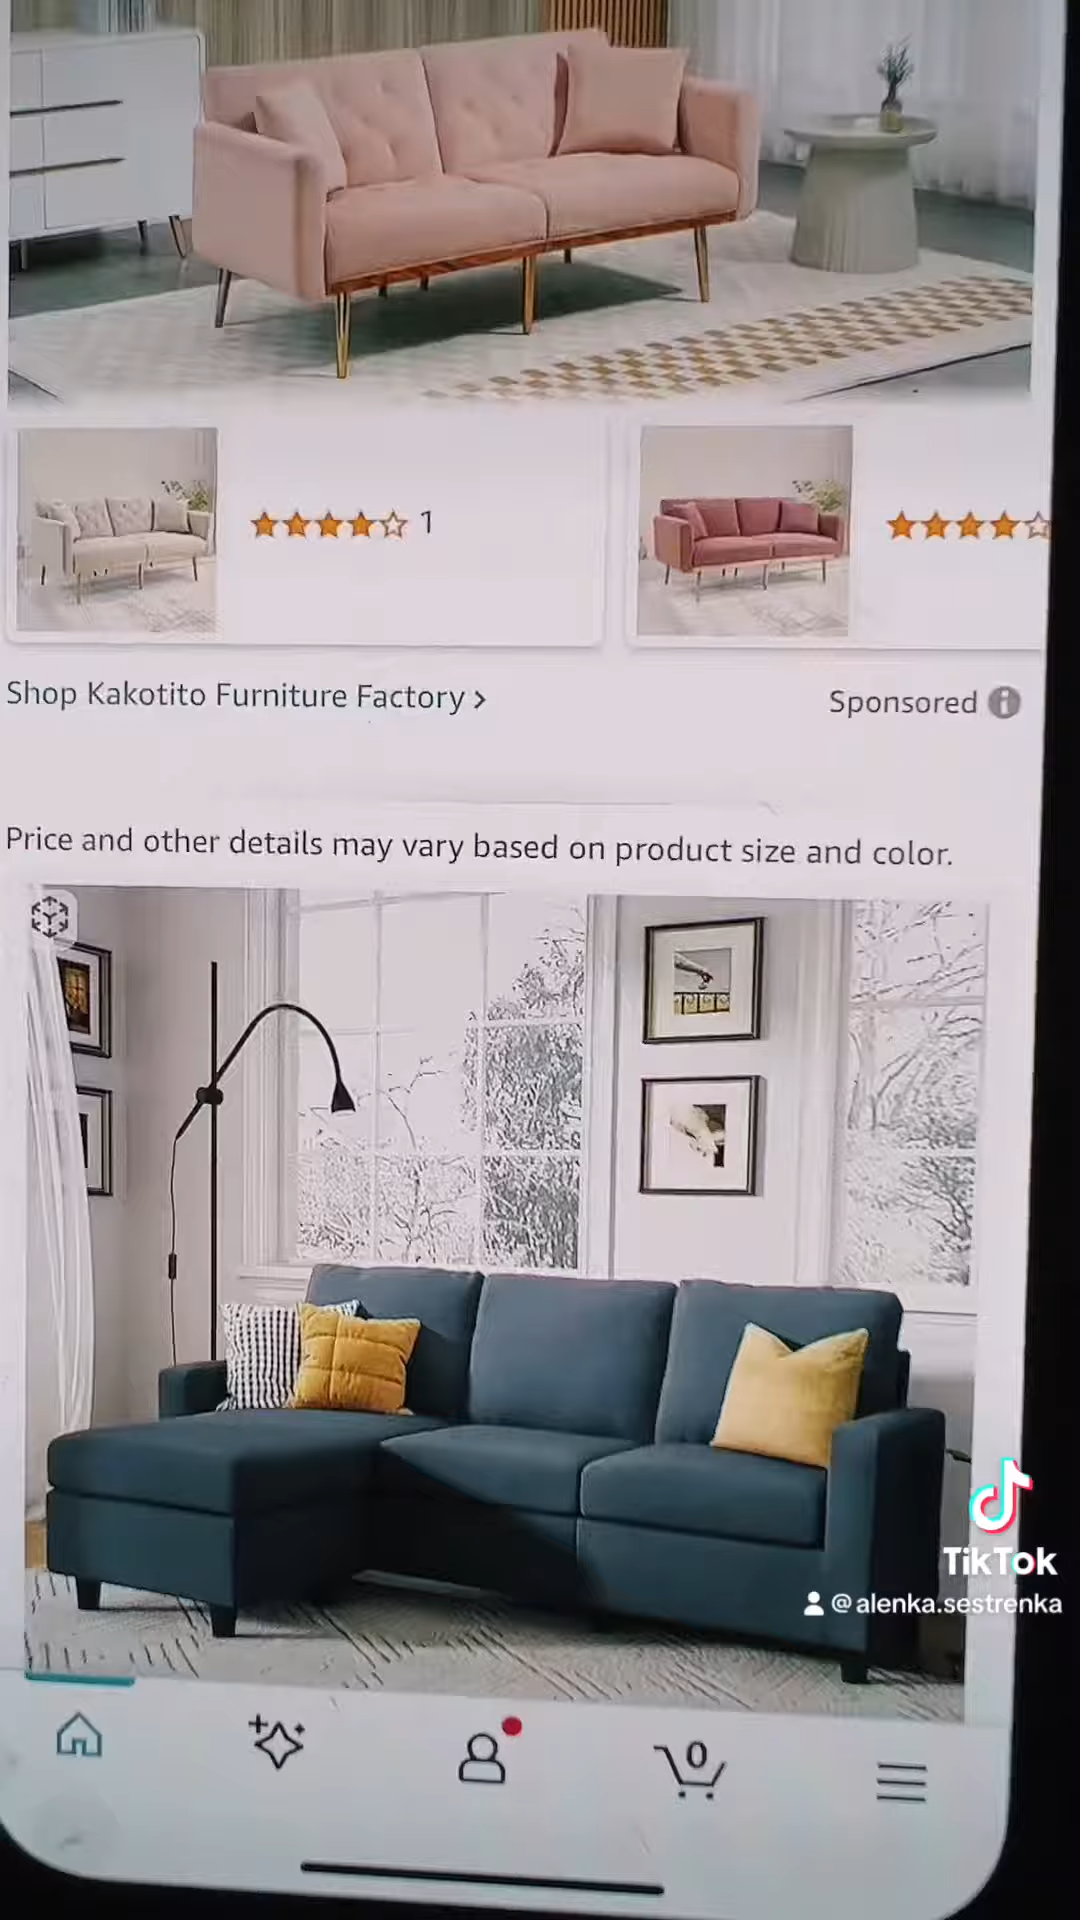 1
Shop Kakotito Furniture Factory >
Sponsored
Price and other details may vary based on product size and color.
TikTok
@alenka.sestrenka
0